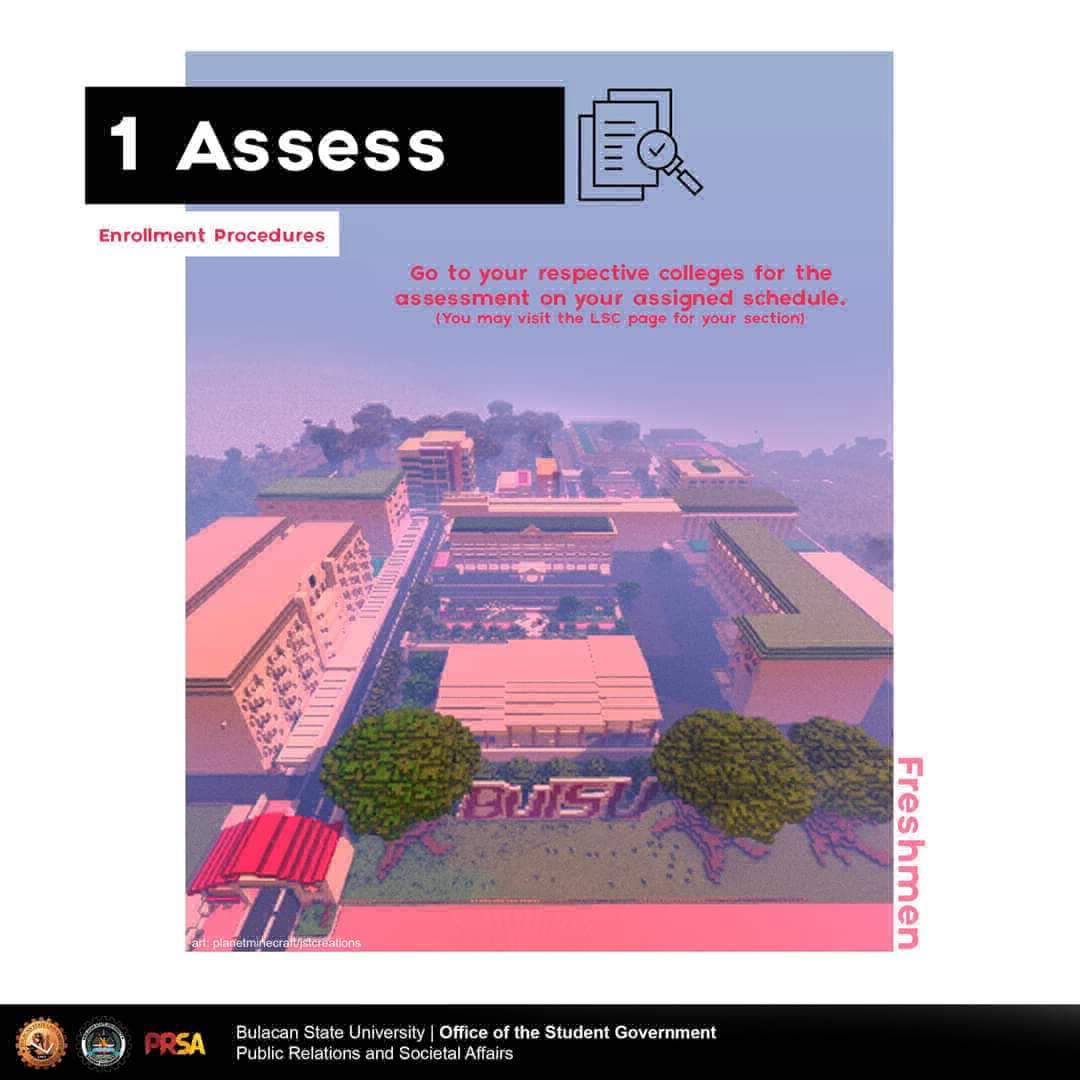 1 Assess
Enrollment Procedures
Go to your respective colleges for the
assessment on your assigned schedule.
(You may visit the LSC page for your section)
BulSU
Freshmen
art: planetminecraft/jstcreations
PRSA
Bulacan State University | Office of the Student Government
Public Relations and Societal Affairs